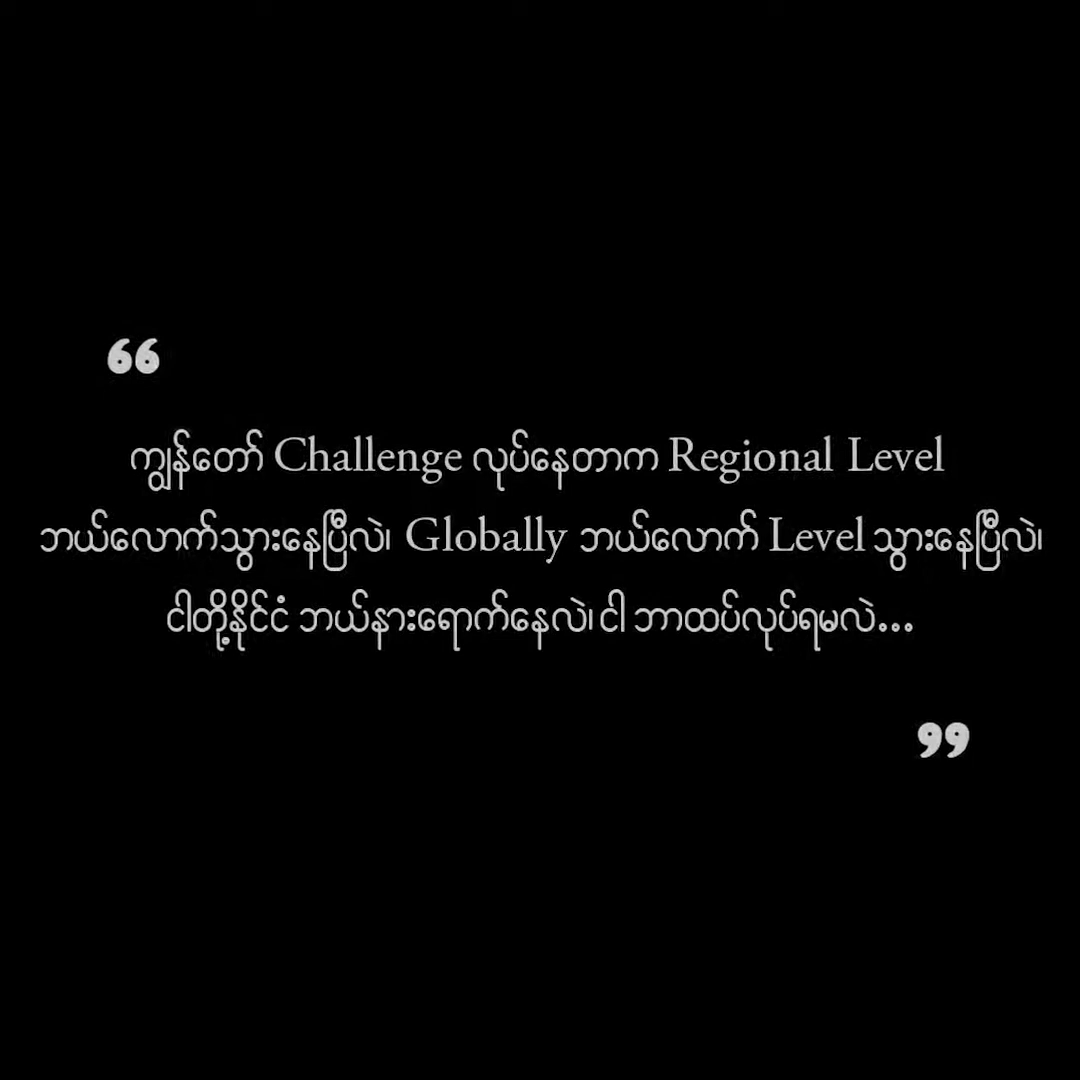 “
ကျွန်တော် Challenge လုပ်နေတာက Regional Level
ဘယ်လောက်သွားနေပြီလဲ၊ Globally ဘယ်လောက် Level သွားနေပြီလဲ၊
ငါတို့နိုင်ငံ ဘယ်နားရောက်နေလဲ၊ ငါ ဘာထပ်လုပ်ရမလဲ...
”